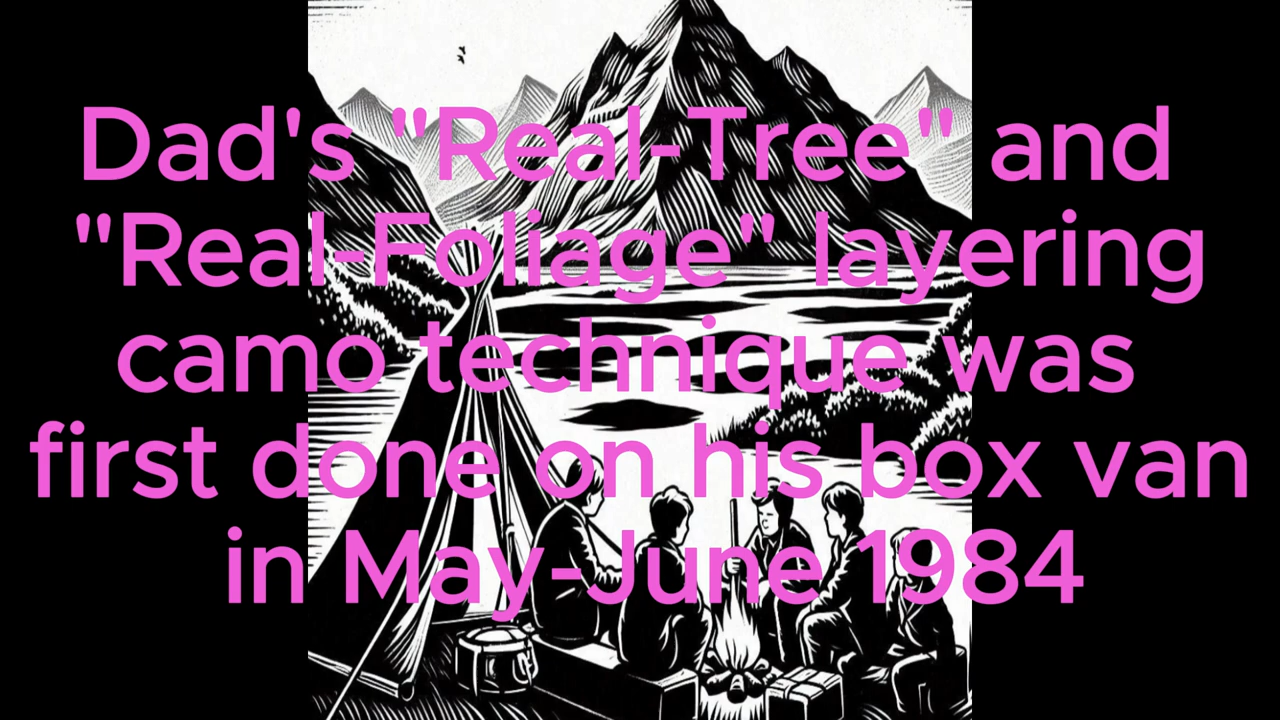 Dad's "Real-Tree" and
"Real-Foliage" layering
camo technique was
first done on his box van
in May-June 1984